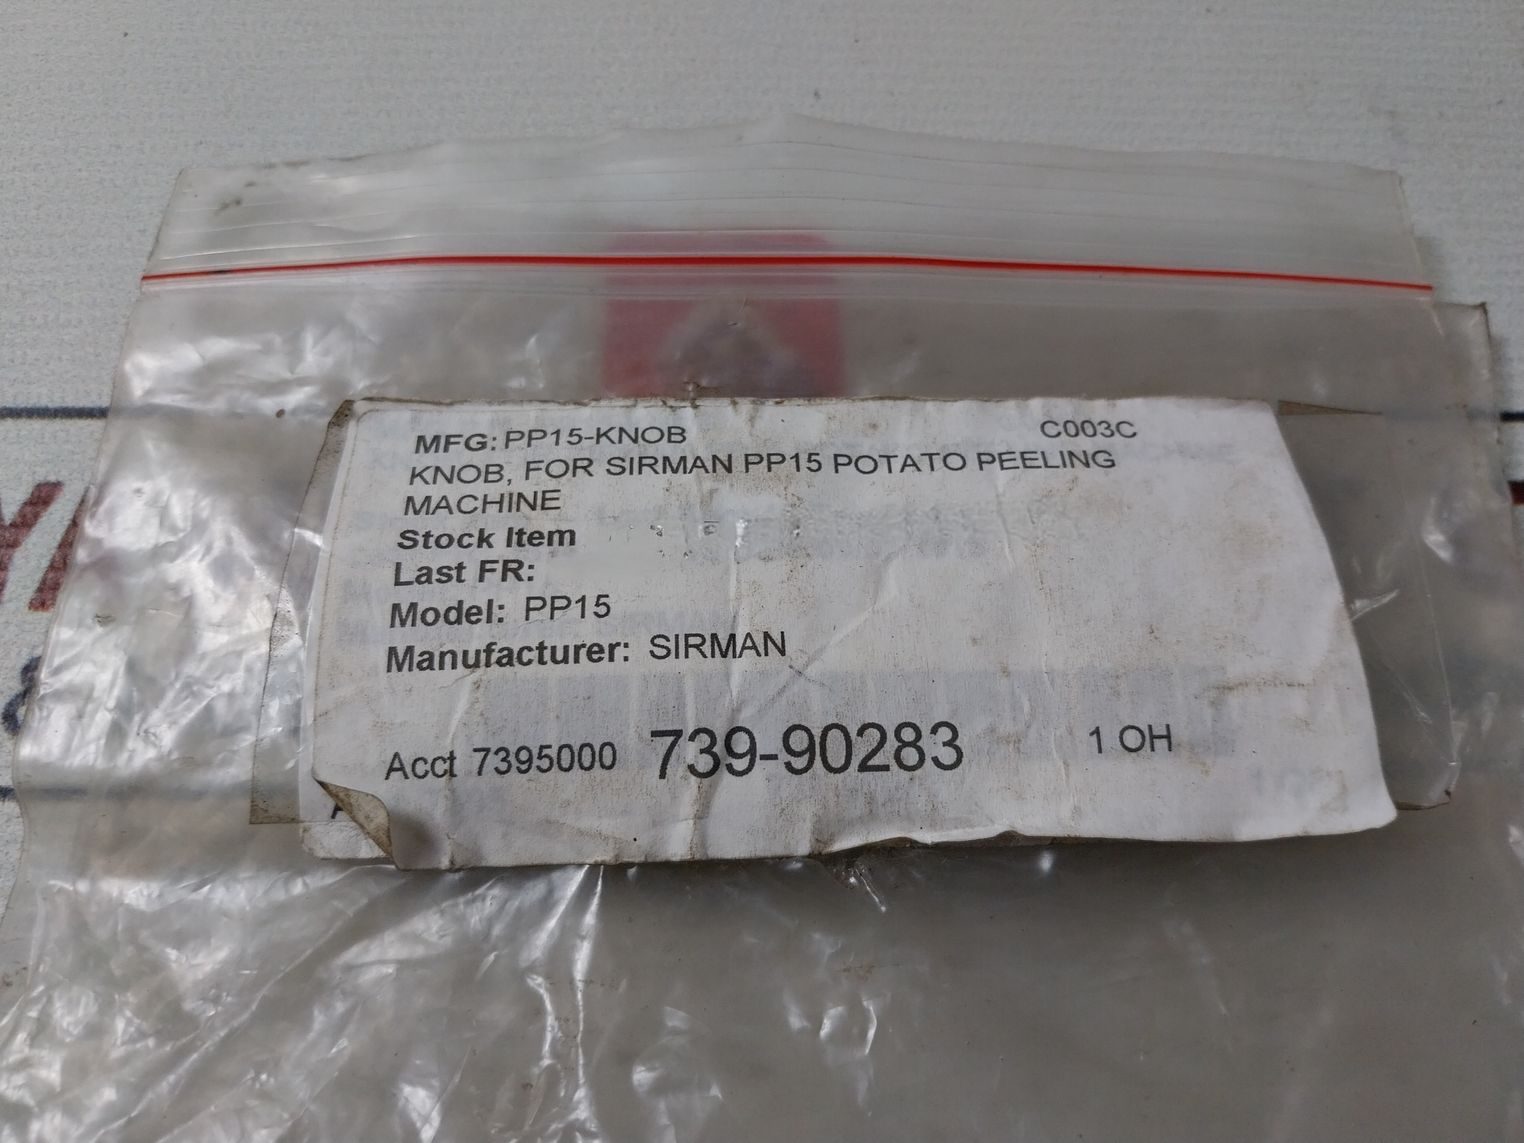 MFG: PP15-KNOB C003C
KNOB, FOR SIRMAN PP15 POTATO PEELING
MACHINE
Stock Item
Last FR:
Model: PP15
Manufacturer: SIRMAN
Acct 7395000 739-90283 1 OH